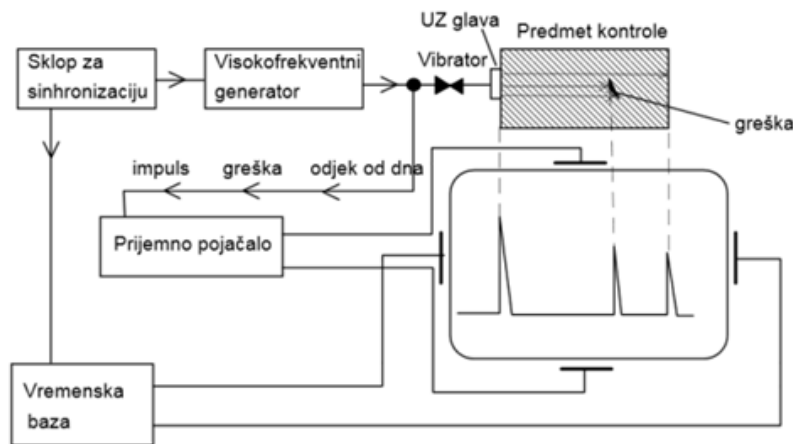 UZ glava
Predmet kontrole
Sklop za
sinhronizaciju
Visokofrekventni
generator
Vibrator
greška
impuls
greška
odjek od dna
Prijemno pojačalo
Vremenska
baza